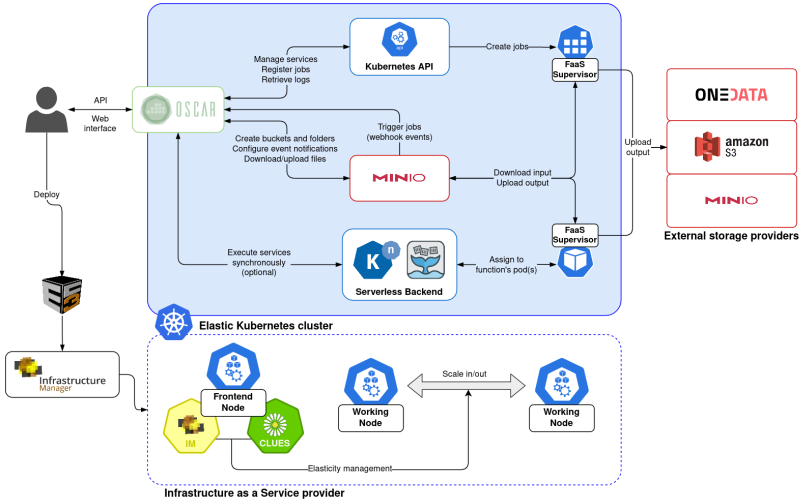 Manage services
Register jobs
Retrieve logs
api
Kubernetes API
Create jobs
FaaS
Supervisor
API
Web
interface
OSCAR
Create buckets and folders
Configure event notifications
Download/upload files
Trigger jobs
(webhook events)
MINIO
Download input
Upload output
Upload
output
ONEDATA
amazon
S3
MINIO
External storage providers
Deploy
Execute services
synchronously
(optional)
K
n
Serverless Backend
Assign to
function's pod(s)
FaaS
Supervisor
Elastic Kubernetes cluster
Infrastructure
Manager
Frontend
Node
IM
CLUES
Working
Node
Scale in/out
Working
Node
Elasticity management
Infrastructure as a Service provider